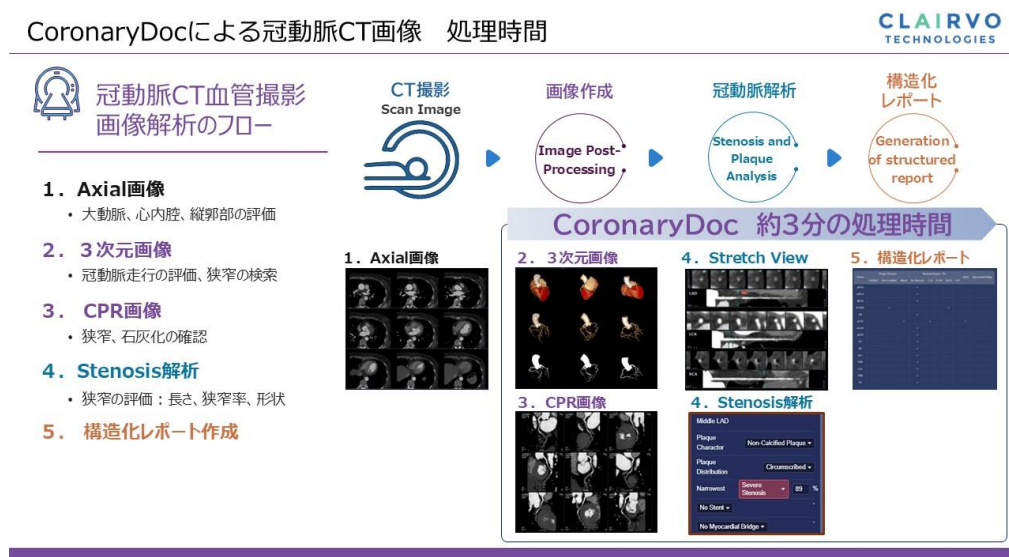 CoronaryDocによる冠動脈CT画像　処理時間
CLAIRVO
TECHNOLOGIES
冠動脈CT血管撮影
画像解析のフロー
1．Axial画像
• 大動脈、心内腔、縦郭部の評価
2．３次元画像
• 冠動脈走行の評価、狭窄の検索
3． CPR画像
• 狭窄、石灰化の確認
4．Stenosis解析
• 狭窄の評価：長さ、狭窄率、形状
5． 構造化レポート作成
CT撮影
Scan Image
画像作成
Image Post-
Processing
冠動脈解析
Stenosis and
Plaque
Analysis
構造化
レポート
Generation
of structured
report
CoronaryDoc 約3分の処理時間
1．Axial画像
2．３次元画像
4．Stretch View
LAD
LCX
RCA
5．構造化レポート
3．CPR画像
4．Stenosis解析
Middle LAD
Plaque
Character
Non-Calcified Plaque
Plaque
Distribution
Circumscribed
Narrowest
Severe
Stenosis
89 %
No Stent
No Myocardial Bridge